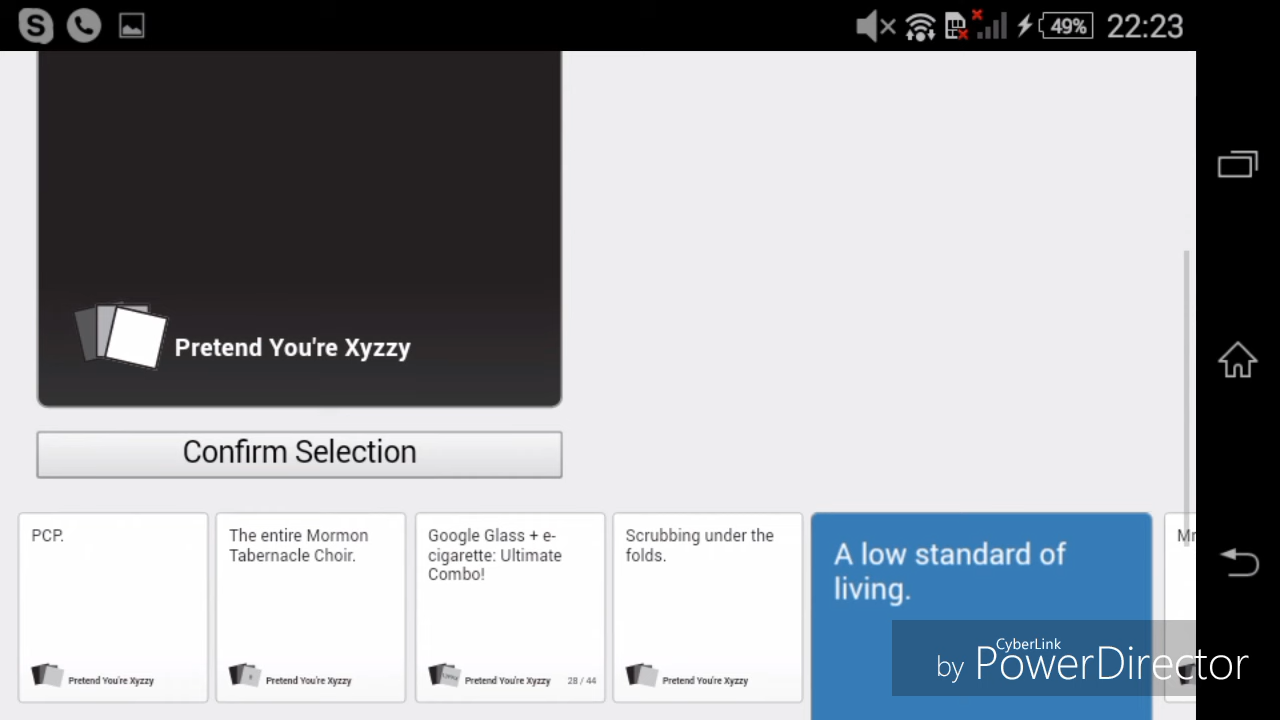 49% 22:23
Pretend You're Xyzzy
Confirm Selection
PCP.
Pretend You're Xyzzy
The entire Mormon
Tabernacle Choir.
Pretend You're Xyzzy
Google Glass + e-
cigarette: Ultimate
Combo!
Pretend You're Xyzzy 28 / 44
Scrubbing under the
folds.
Pretend You're Xyzzy
A low standard of
living.
CyberLink
by PowerDirector